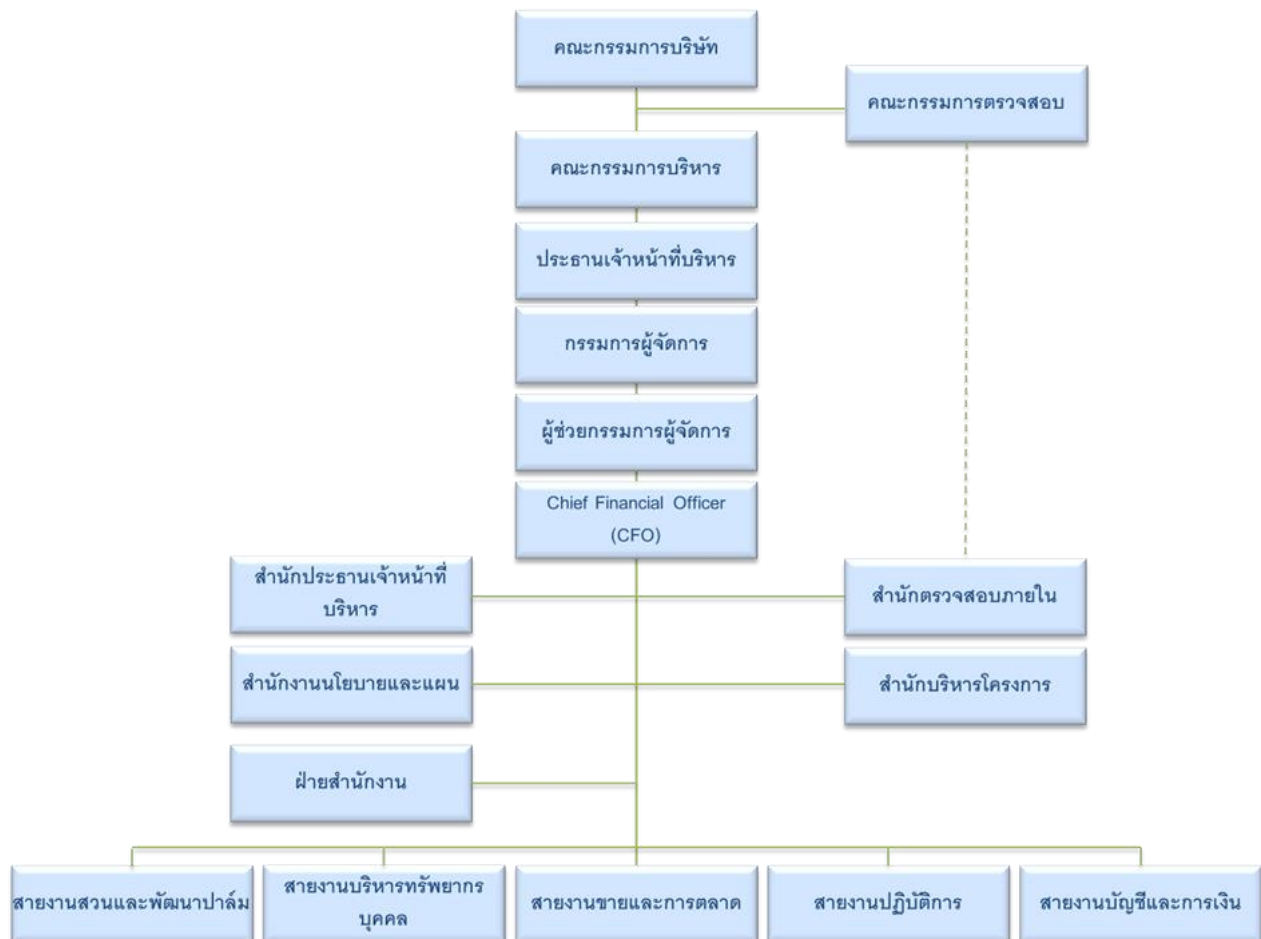 คณะกรรมการบริษัท
คณะกรรมการตรวจสอบ
คณะกรรมการบริหาร
ประธานเจ้าหน้าที่บริหาร
กรรมการผู้จัดการ
ผู้ช่วยกรรมการผู้จัดการ
Chief Financial Officer
(CFO)
สำนักประธานเจ้าหน้าที่
บริหาร
สำนักตรวจสอบภายใน
สำนักงานนโยบายและแผน
สำนักบริหารโครงการ
ฝ่ายสำนักงาน
สายงานสวนและพัฒนาปาล์ม
สายงานบริหารทรัพยากร
บุคคล
สายงานขายและการตลาด
สายงานปฏิบัติการ
สายงานบัญชีและการเงิน